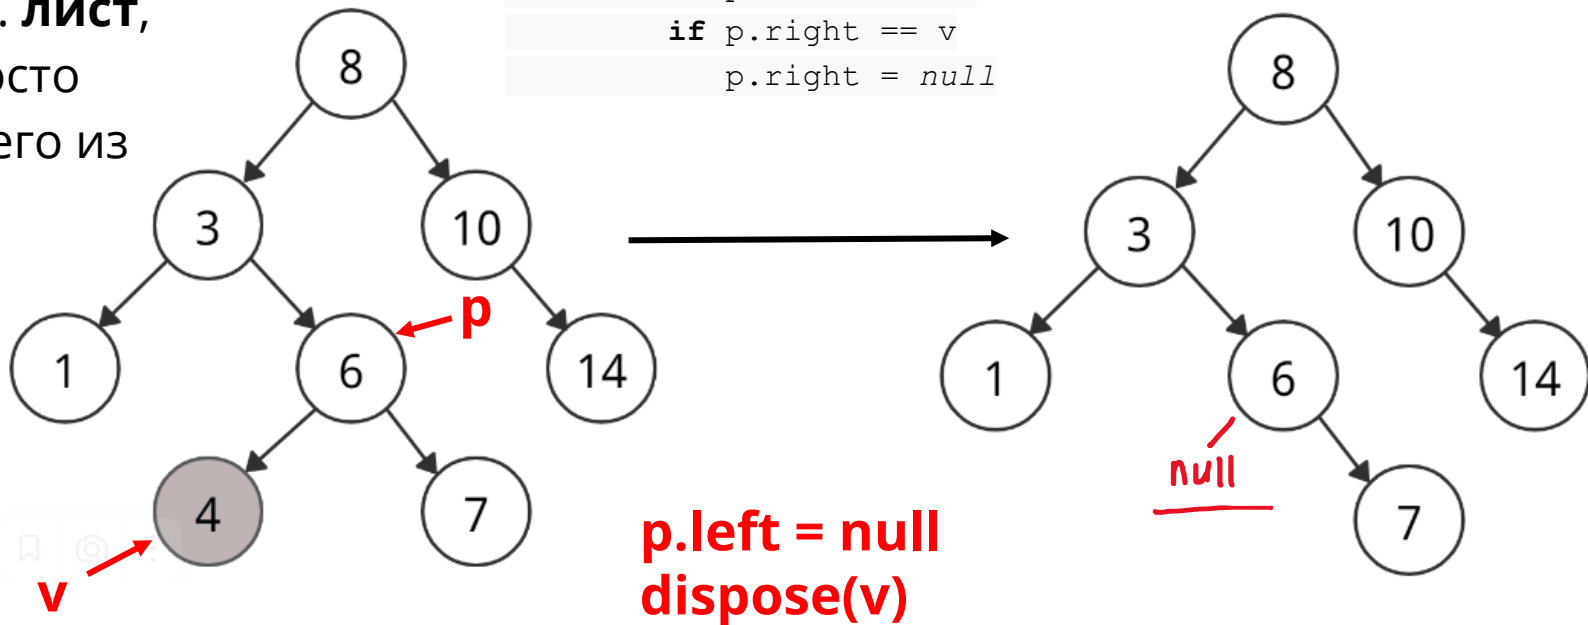 . лист,
if p.right == v
p.right = null
его из
8
3
10
p
1
6
14
4
7
v
p.left = null
dispose(v)
8
3
10
1
6
14
null
7